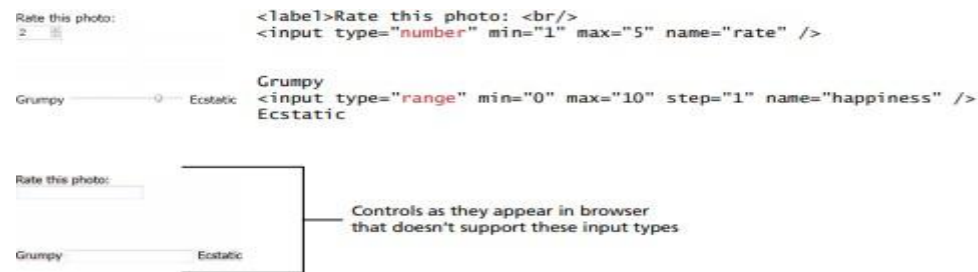 Rate this photo:
2
<label>Rate this photo: <br/>
<input type="number" min="1" max="5" name="rate" />
Grumpy Ecstatic
Grumpy
<input type="range" min="0" max="10" step="1" name="happiness" />
Ecstatic
Rate this photo:
Grumpy Ecstatic
Controls as they appear in browser
that doesn't support these input types